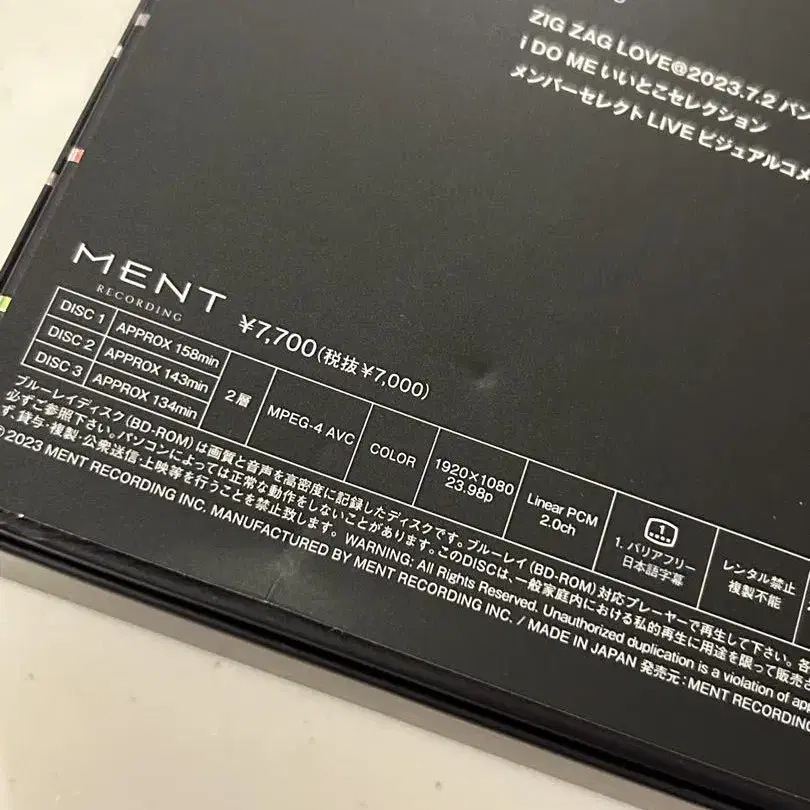 ZIG ZAG LOVE@2023.7.2 パン
i DO ME いいとこセレクション
メンバーセレクト LIVE ビジュアルコメ
MENT
RECORDING
¥7,700(税抜¥7,000)
DISC 1 APPROX 158min
DISC 2 APPROX 143min
DISC 3 APPROX 134min
2層
MPEG-4 AVC
COLOR
1920×1080
23.98p
Linear PCM
2.0ch
1
1. バリアフリー
日本語字幕
レンタル禁止
複製不能
ブルーレイディスク(BD-ROM)は画質と音声を高密度に記録したディスクです。ブルーレイ(BD-ROM)対応プレーヤーで再生して下さい。各
必ずご参照下さい。パソコンによっては正常な動作をしないことがあります。このDISCは、一般家庭内における私的再生に用途を限って販売さ
ず、貸与・複製・公衆送信・上映等を行うことを禁止致します。 WARNING: All Rights Reserved. Unauthorized duplication is a violation of app
2023 MENT RECORDING INC. MANUFACTURED BY MENT RECORDING INC. / MADE IN JAPAN 発売元:MENT RECORDING